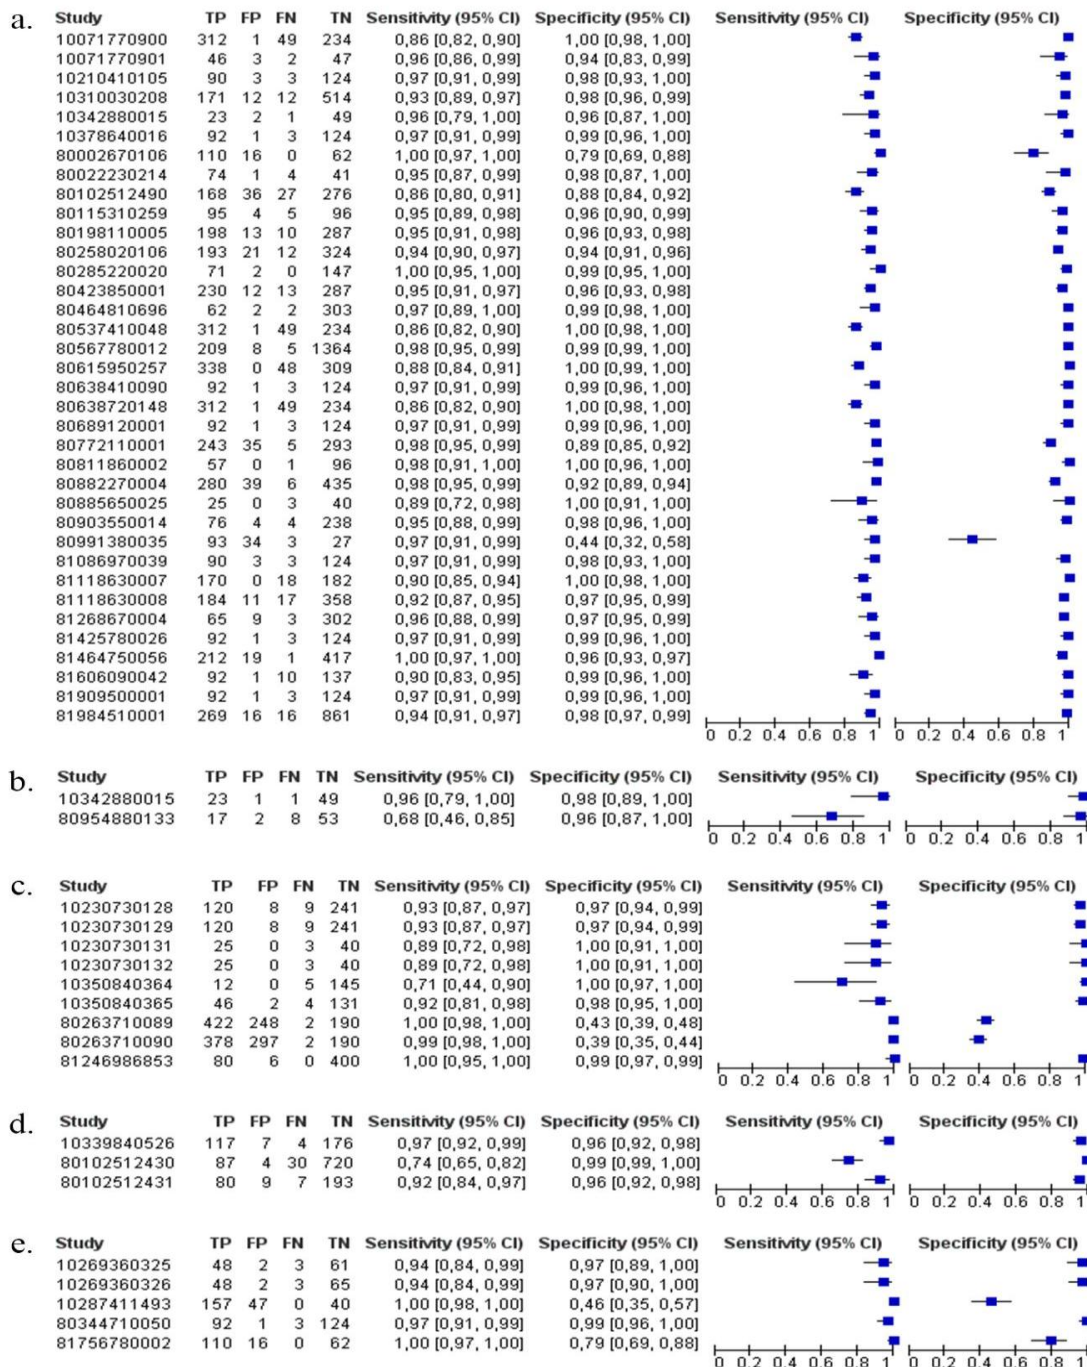 a. Study TP FP FN TN Sensitivity (95% CI) Specificity (95% CI) Sensitivity (95% CI) Specificity (95% CI)
10071770900 312 1 49 234 0,86 [0,82, 0,90] 1,00 [0,98, 1,00]
10071770901 46 3 2 47 0,96 [0,86, 0,99] 0,94 [0,83, 0,99]
10210410105 90 3 3 124 0,97 [0,91, 0,99] 0,98 [0,93, 1,00]
10310030208 171 12 12 514 0,93 [0,89, 0,97] 0,98 [0,96, 0,99]
10342880015 23 2 1 49 0,96 [0,79, 1,00] 0,96 [0,87, 1,00]
10378640016 92 1 3 124 0,97 [0,91, 0,99] 0,99 [0,96, 1,00]
80002670106 110 16 0 62 1,00 [0,97, 1,00] 0,79 [0,69, 0,88]
80022230214 74 1 4 41 0,95 [0,87, 0,99] 0,98 [0,87, 1,00]
80102512490 168 36 27 276 0,86 [0,80, 0,91] 0,88 [0,84, 0,92]
80115310259 95 4 5 96 0,95 [0,89, 0,98] 0,96 [0,90, 0,99]
80198110005 198 13 10 287 0,95 [0,91, 0,98] 0,96 [0,93, 0,98]
80258020106 193 21 12 324 0,94 [0,90, 0,97] 0,94 [0,91, 0,96]
80285220020 71 2 0 147 1,00 [0,95, 1,00] 0,99 [0,95, 1,00]
80423850001 230 12 13 287 0,95 [0,91, 0,97] 0,96 [0,93, 0,98]
80464810696 62 2 2 303 0,97 [0,89, 1,00] 0,99 [0,98, 1,00]
80537410048 312 1 49 234 0,86 [0,82, 0,90] 1,00 [0,98, 1,00]
80567780012 209 8 5 1364 0,98 [0,95, 0,99] 0,99 [0,99, 1,00]
80615950257 338 0 48 309 0,88 [0,84, 0,91] 1,00 [0,99, 1,00]
80638410090 92 1 3 124 0,97 [0,91, 0,99] 0,99 [0,96, 1,00]
80638720148 312 1 49 234 0,86 [0,82, 0,90] 1,00 [0,98, 1,00]
80689120001 92 1 3 124 0,97 [0,91, 0,99] 0,99 [0,96, 1,00]
80772110001 243 35 5 293 0,98 [0,95, 0,99] 0,89 [0,85, 0,92]
80811860002 57 0 1 96 0,98 [0,91, 1,00] 1,00 [0,96, 1,00]
80882270004 280 39 6 435 0,98 [0,95, 0,99] 0,92 [0,89, 0,94]
80885650025 25 0 3 40 0,89 [0,72, 0,98] 1,00 [0,91, 1,00]
80903550014 76 4 4 238 0,95 [0,88, 0,99] 0,98 [0,96, 1,00]
80991380035 93 34 3 27 0,97 [0,91, 0,99] 0,44 [0,32, 0,58]
81086970039 90 3 3 124 0,97 [0,91, 0,99] 0,98 [0,93, 1,00]
81118630007 170 0 18 182 0,90 [0,85, 0,94] 1,00 [0,98, 1,00]
81118630008 184 11 17 358 0,92 [0,87, 0,95] 0,97 [0,95, 0,99]
81268670004 65 9 3 302 0,96 [0,88, 0,99] 0,97 [0,95, 0,99]
81425780026 92 1 3 124 0,97 [0,91, 0,99] 0,99 [0,96, 1,00]
81464750056 212 19 1 417 1,00 [0,97, 1,00] 0,96 [0,93, 0,97]
81606090042 92 1 10 137 0,90 [0,83, 0,95] 0,99 [0,96, 1,00]
81909500001 92 1 3 124 0,97 [0,91, 0,99] 0,99 [0,96, 1,00]
81984510001 269 16 16 861 0,94 [0,91, 0,97] 0,98 [0,97, 0,99]
0 0.2 0.4 0.6 0.8 1 0 0.2 0.4 0.6 0.8 1
b. Study TP FP FN TN Sensitivity (95% CI) Specificity (95% CI) Sensitivity (95% CI) Specificity (95% CI)
10342880015 23 1 1 49 0,96 [0,79, 1,00] 0,98 [0,89, 1,00]
80954880133 17 2 8 53 0,68 [0,46, 0,85] 0,96 [0,87, 1,00]
0 0.2 0.4 0.6 0.8 1 0 0.2 0.4 0.6 0.8 1
c. Study TP FP FN TN Sensitivity (95% CI) Specificity (95% CI) Sensitivity (95% CI) Specificity (95% CI)
10230730128 120 8 9 241 0,93 [0,87, 0,97] 0,97 [0,94, 0,99]
10230730129 120 8 9 241 0,93 [0,87, 0,97] 0,97 [0,94, 0,99]
10230730131 25 0 3 40 0,89 [0,72, 0,98] 1,00 [0,91, 1,00]
10230730132 25 0 3 40 0,89 [0,72, 0,98] 1,00 [0,91, 1,00]
10350840364 12 0 5 145 0,71 [0,44, 0,90] 1,00 [0,97, 1,00]
10350840365 46 2 4 131 0,92 [0,81, 0,98] 0,98 [0,95, 1,00]
80263710089 422 248 2 190 1,00 [0,98, 1,00] 0,43 [0,39, 0,48]
80263710090 378 297 2 190 0,99 [0,98, 1,00] 0,39 [0,35, 0,44]
81246986853 80 6 0 400 1,00 [0,95, 1,00] 0,99 [0,97, 0,99]
0 0.2 0.4 0.6 0.8 1 0 0.2 0.4 0.6 0.8 1
d. Study TP FP FN TN Sensitivity (95% CI) Specificity (95% CI) Sensitivity (95% CI) Specificity (95% CI)
10339840526 117 7 4 176 0,97 [0,92, 0,99] 0,96 [0,92, 0,98]
80102512430 87 4 30 720 0,74 [0,65, 0,82] 0,99 [0,99, 1,00]
80102512431 80 9 7 193 0,92 [0,84, 0,97] 0,96 [0,92, 0,98]
0 0.2 0.4 0.6 0.8 1 0 0.2 0.4 0.6 0.8 1
e. Study TP FP FN TN Sensitivity (95% CI) Specificity (95% CI) Sensitivity (95% CI) Specificity (95% CI)
10269360325 48 2 3 61 0,94 [0,84, 0,99] 0,97 [0,89, 1,00]
10269360326 48 2 3 65 0,94 [0,84, 0,99] 0,97 [0,90, 1,00]
10287411493 157 47 0 40 1,00 [0,98, 1,00] 0,46 [0,35, 0,57]
80344710050 92 1 3 124 0,97 [0,91, 0,99] 0,99 [0,96, 1,00]
81756780002 110 16 0 62 1,00 [0,97, 1,00] 0,79 [0,69, 0,88]
0 0.2 0.4 0.6 0.8 1 0 0.2 0.4 0.6 0.8 1